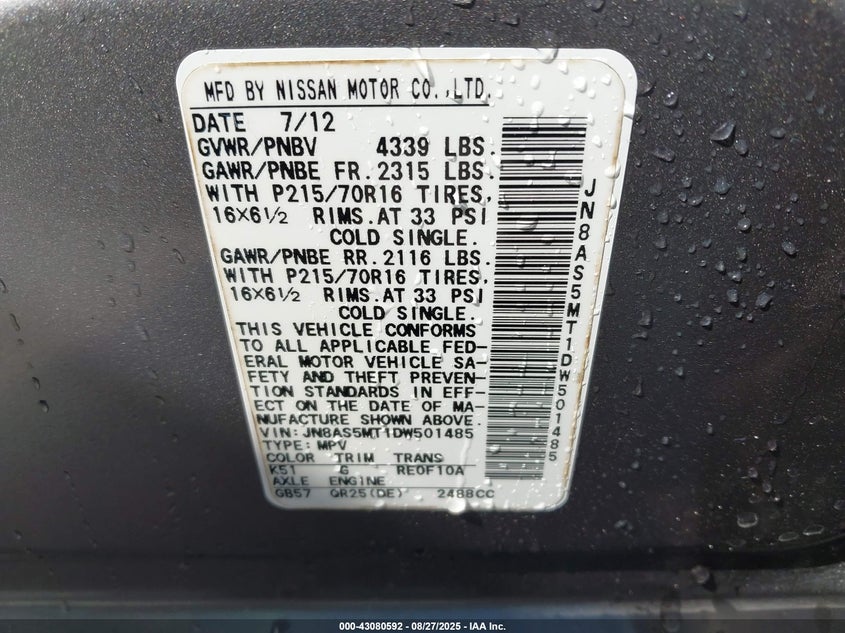 MFD BY NISSAN MOTOR CO.,LTD.
DATE 7/12
GVWR/PNBV 4339 LBS.
GAWR/PNBE FR.2315 LBS.
WITH P215/70R16 TIRES,
16X6½ RIMS.AT 33 PSI
COLD SINGLE.
GAWR/PNBE RR.2116 LBS.
WITH P215/70R16 TIRES,
16X6½ RIMS.AT 33 PSI
COLD SINGLE.
THIS VEHICLE CONFORMS
TO ALL APPLICABLE FED-
ERAL MOTOR VEHICLE SA-
FETY AND THEFT PREVEN-
TION STANDARDS IN EFF-
ECT ON THE DATE OF MA-
NUFACTURE SHOWN ABOVE.
VIN:JN8AS5MT1DW501485
TYPE:MPV
COLOR TRIM TRANS
K51 G RE0F10A
AXLE ENGINE
GB57 QR25(DE) 2488CC
JN8AS5MT1DW501485
000-43080592 - 08/27/2025 - IAA Inc.